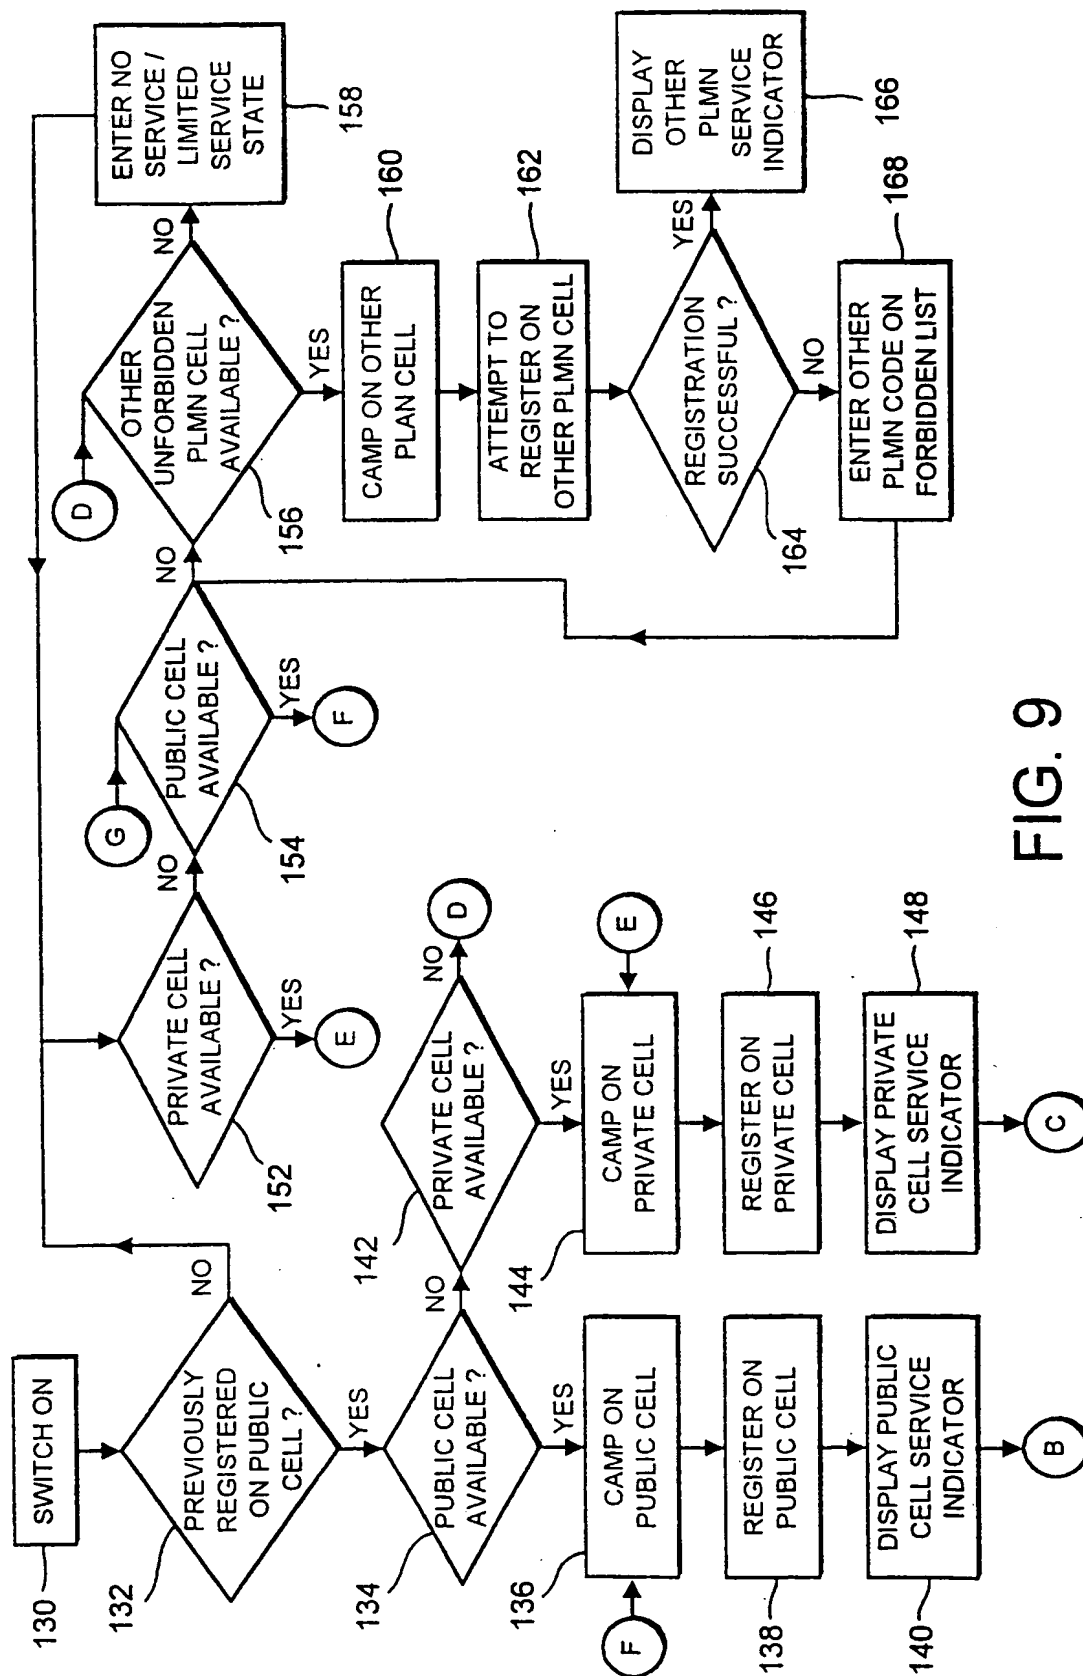 SWITCH ON
130
PREVIOUSLY
REGISTERED
ON PUBLIC
CELL ?
132
NO
YES
PUBLIC CELL
AVAILABLE ?
134
NO
YES
F
CAMP ON
PUBLIC CELL
136
REGISTER ON
PUBLIC CELL
138
DISPLAY PUBLIC
CELL SERVICE
INDICATOR
140
B
PRIVATE CELL
AVAILABLE ?
142
NO
D
YES
CAMP ON
PRIVATE CELL
144
E
REGISTER ON
PRIVATE CELL
146
DISPLAY PRIVATE
CELL SERVICE
INDICATOR
148
C
PRIVATE CELL
AVAILABLE ?
152
NO
YES
E
G
PUBLIC CELL
AVAILABLE ?
154
NO
YES
F
D
OTHER
UNFORBIDDEN
PLMN CELL
AVAILABLE ?
156
NO
YES
ENTER NO
SERVICE /
LIMITED
SERVICE
STATE
158
CAMP ON OTHER
PLAN CELL
160
ATTEMPT TO
REGISTER ON
OTHER PLMN CELL
162
REGISTRATION
SUCCESSFUL ?
164
YES
NO
DISPLAY
OTHER
PLMN
SERVICE
INDICATOR
166
ENTER OTHER
PLMN CODE ON
FORBIDDEN LIST
168
FIG. 9